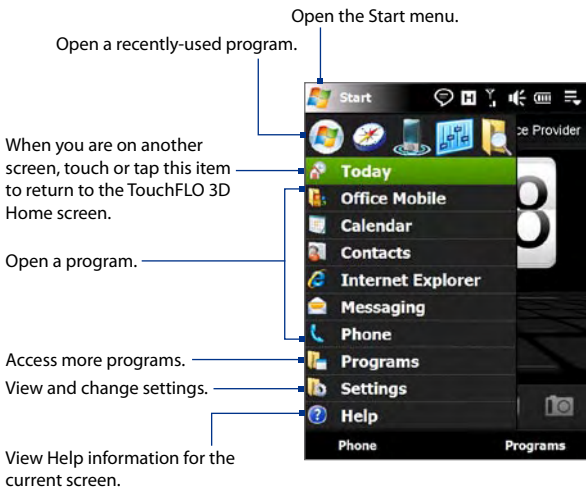 Open the Start menu.
Open a recently-used program.
Start
H
ce Provider
When you are on another
screen, touch or tap this item
to return to the TouchFLO 3D
Home screen.
Today
Office Mobile
8
Calendar
Open a program.
Contacts
Internet Explorer
Messaging
Phone
Access more programs.
Programs
View and change settings.
Settings
Help
Phone
Programs
View Help information for the
current screen.